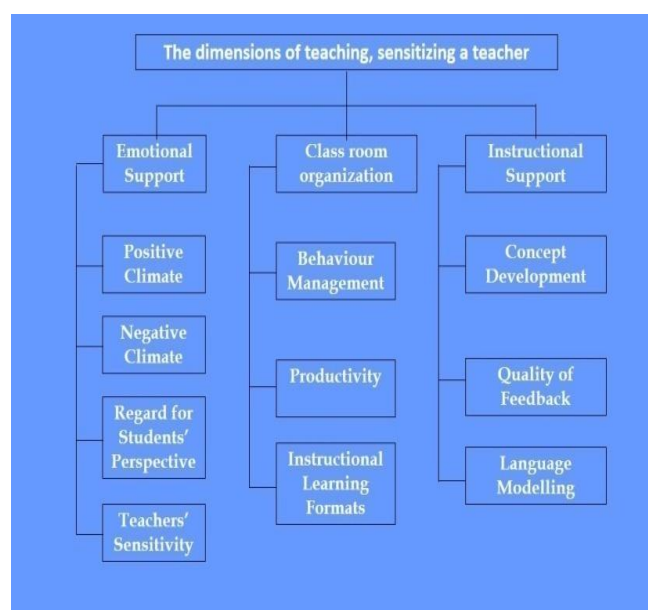 The dimensions of teaching, sensitizing a teacher
Emotional
Support
Positive
Climate
Negative
Climate
Regard for
Students'
Perspective
Teachers'
Sensitivity
Class room
organization
Behaviour
Management
Productivity
Instructional
Learning
Formats
Instructional
Support
Concept
Development
Quality of
Feedback
Language
Modelling